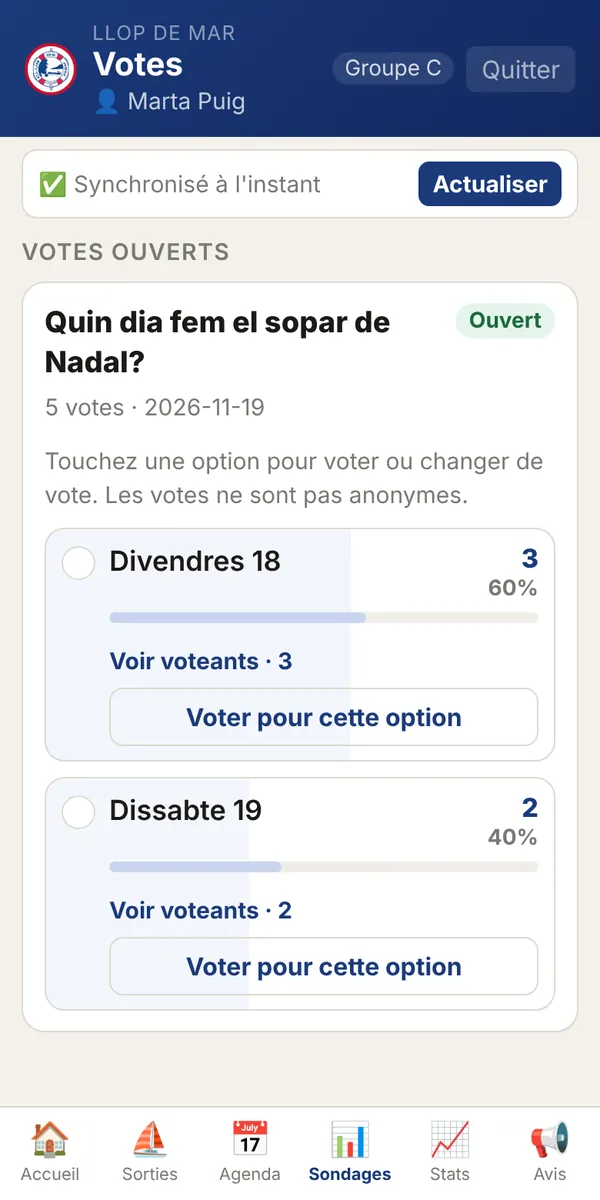 LLOP DE MAR
Votes
Marta Puig
Groupe C
Quitter
✅ Synchronisé à l'instant
Actualiser
VOTES OUVERTS
Quin dia fem el sopar de
Nadal?
Ouvert
5 votes · 2026-11-19
Touchez une option pour voter ou changer de
vote. Les votes ne sont pas anonymes.
Divendres 18
3
60%
Voir voteants · 3
Voter pour cette option
Dissabte 19
2
40%
Voir voteants · 2
Voter pour cette option
July
17
Accueil
Sorties
Agenda
Sondages
Stats
Avis